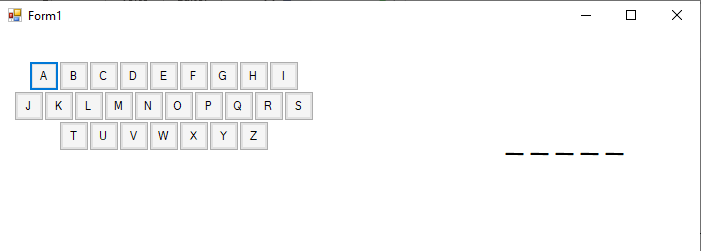 Form1
A B C D E F G H I
J K L M N O P Q R S
T U V W X Y Z
_ _ _ _ _